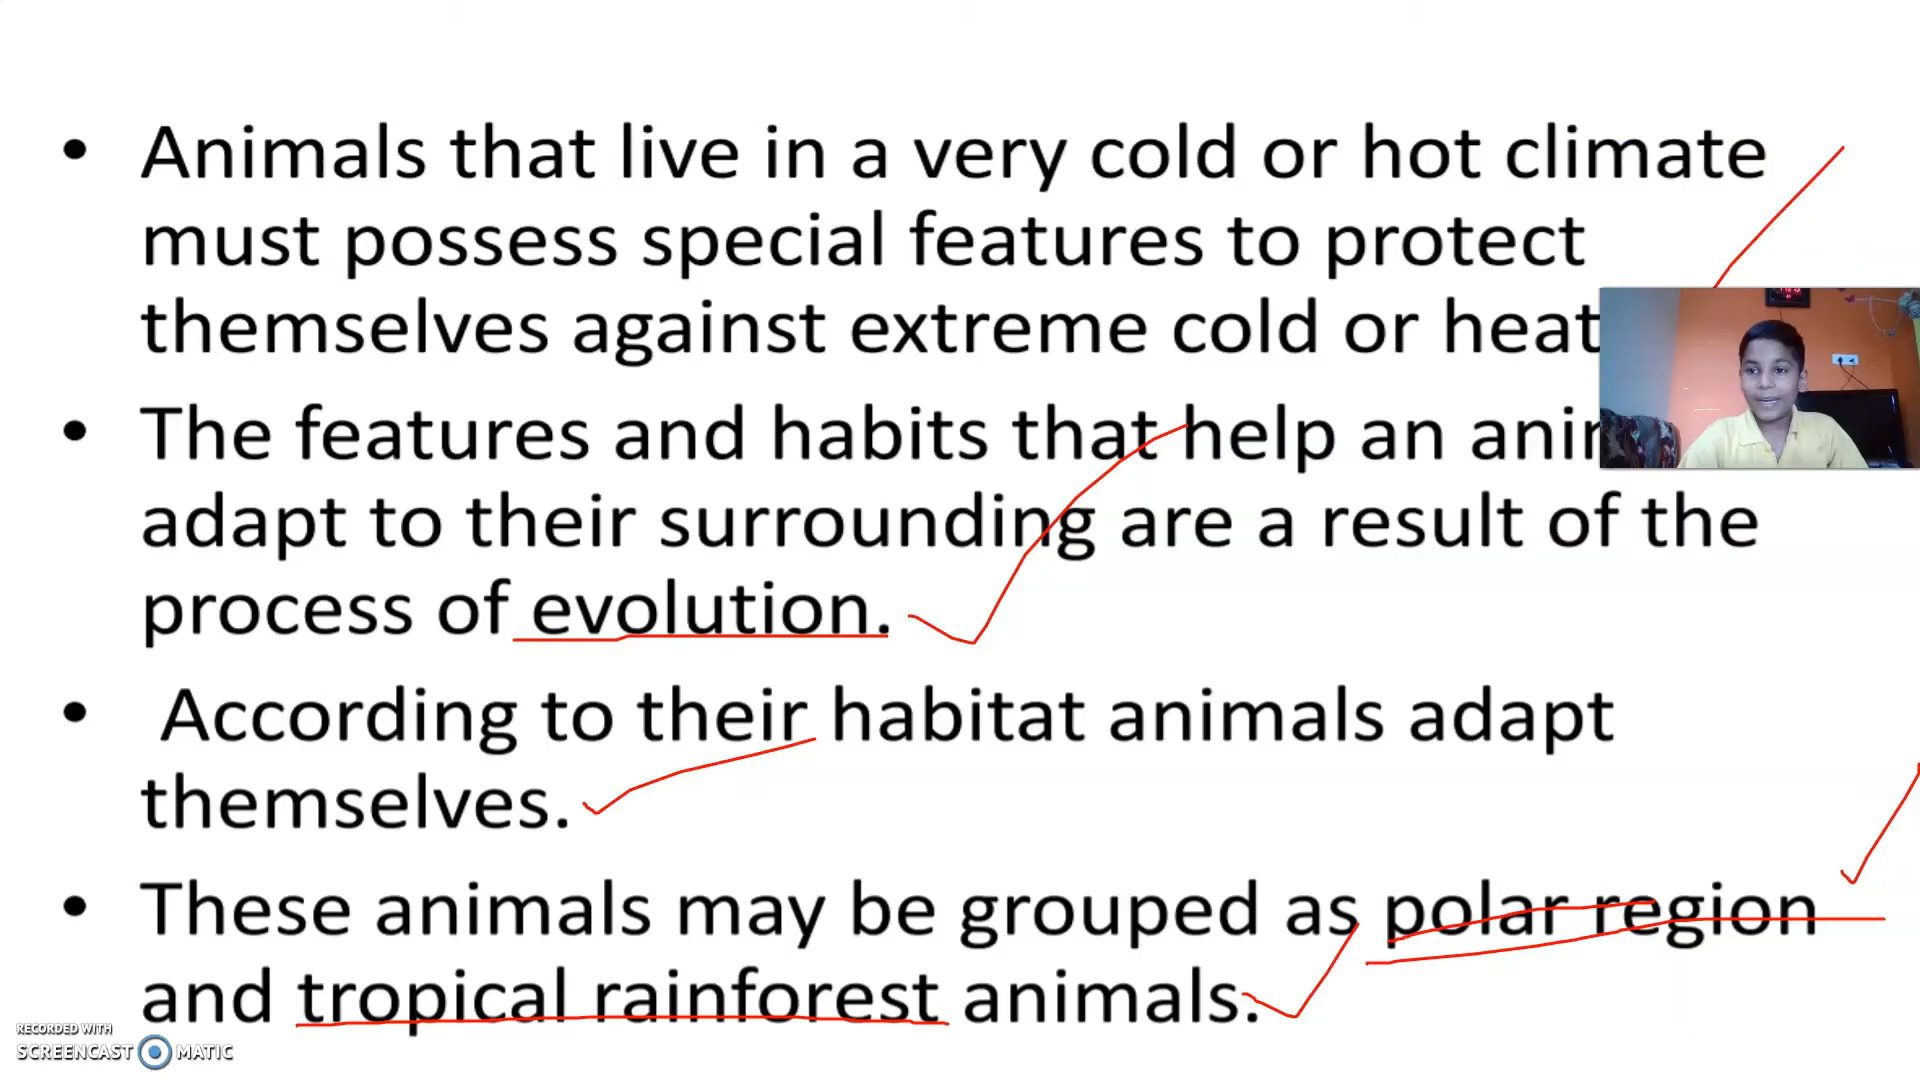 • Animals that live in a very cold or hot climate
must possess special features to protect
themselves against extreme cold or heat
• The features and habits that help an
adapt to their surrounding are a result of the
process of evolution.
• According to their habitat animals adapt
themselves.
• These animals may be grouped as polar region
and tropical rainforest animals.
RECORDED WITH
SCREENCAST MATIC